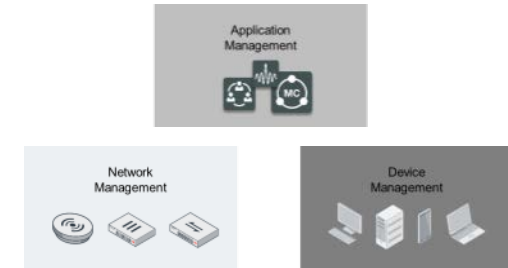 Application
Management
MC
Network
Management
Device
Management